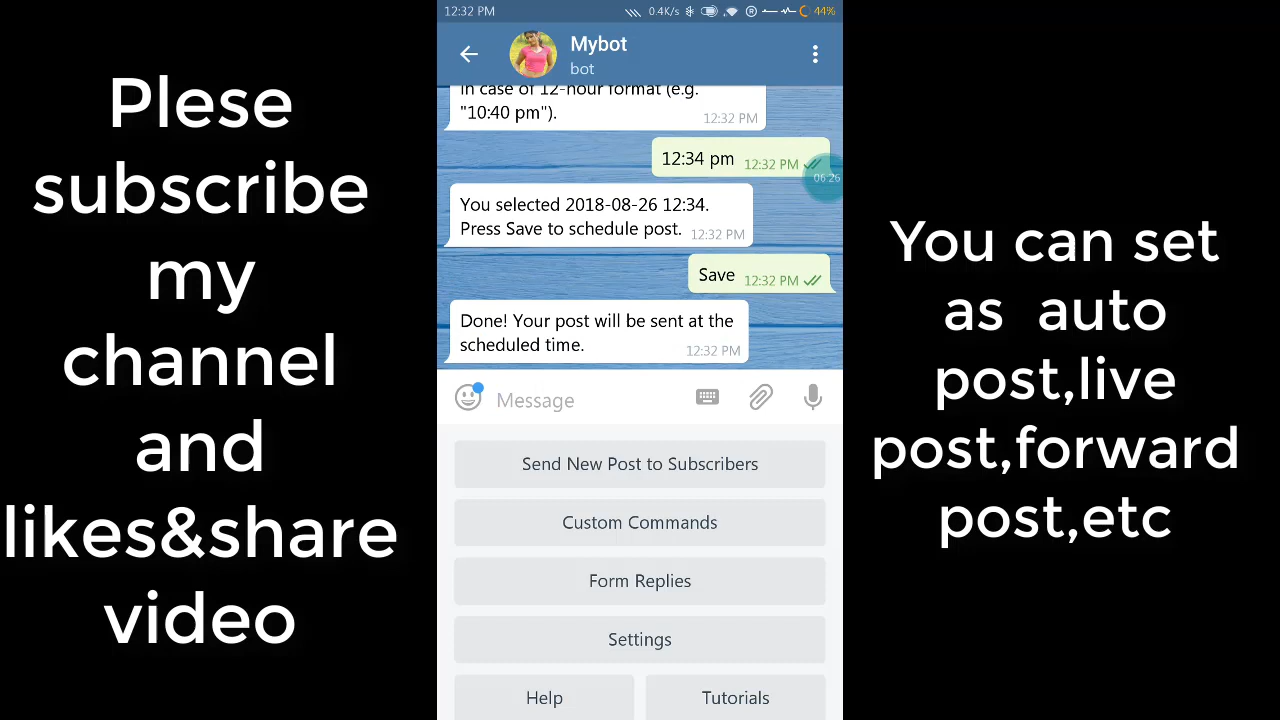 Plese
subscribe
my
channel
and
likes&share
video
12:32 PM
0.4K/s
44%
Mybot
bot
in case of 12-hour format (e.g.
"10:40 pm").
12:32 PM
12:34 pm
12:32 PM
06:26
You selected 2018-08-26 12:34.
Press Save to schedule post.
12:32 PM
Save
12:32 PM
Done! Your post will be sent at the
scheduled time.
12:32 PM
Message
Send New Post to Subscribers
Custom Commands
Form Replies
Settings
Help
Tutorials
You can set
as auto
post,live
post,forward
post,etc